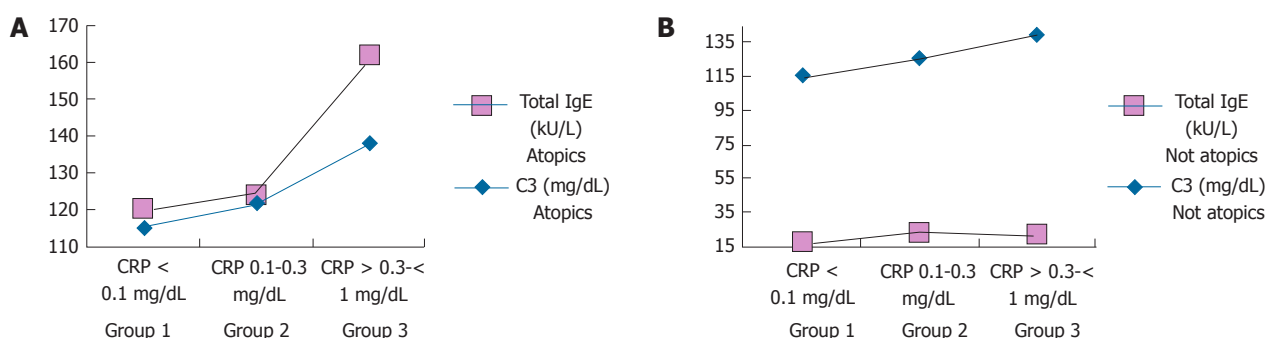 A
170
160
150
140
130
120
110
CRP <
0.1 mg/dL
Group 1
CRP 0.1-0.3
mg/dL
Group 2
CRP > 0.3-<
1 mg/dL
Group 3
Total IgE
(kU/L)
Atopics
C3 (mg/dL)
Atopics
B
135
115
95
75
55
35
15
CRP <
0.1 mg/dL
Group 1
CRP 0.1-0.3
mg/dL
Group 2
CRP > 0.3-<
1 mg/dL
Group 3
Total IgE
(kU/L)
Not atopics
C3 (mg/dL)
Not atopics